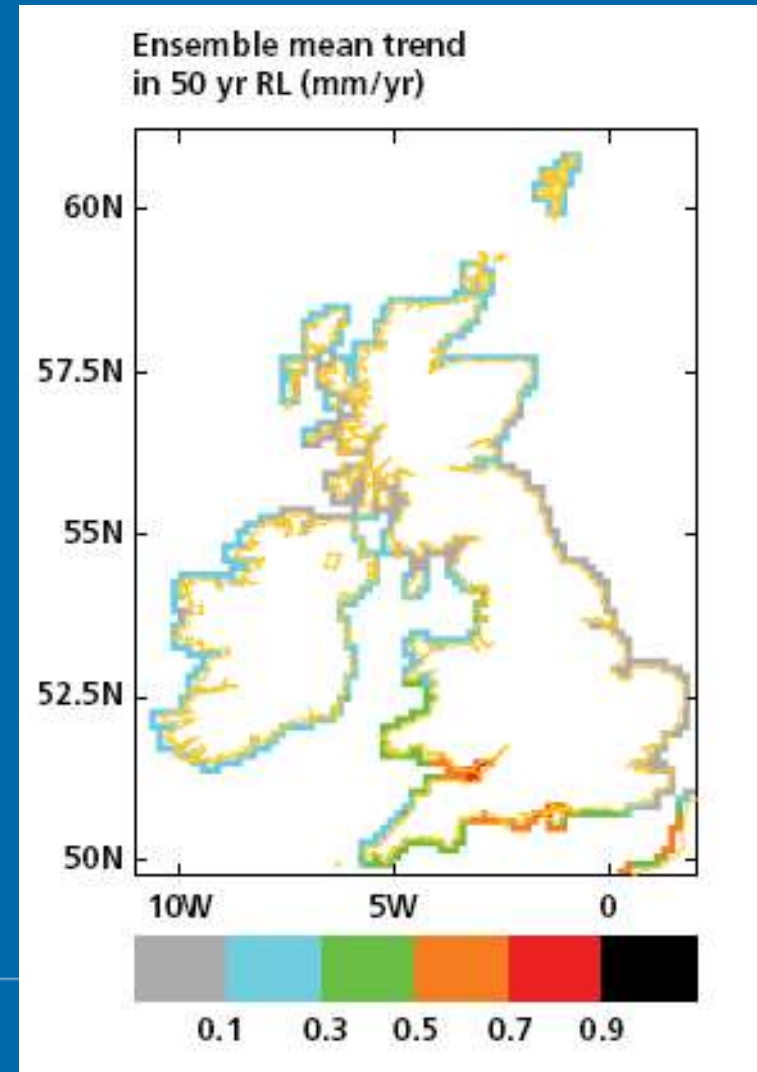 Ensemble mean trend
in 50 yr RL (mm/yr)
60N
57.5N
55N
52.5N
50N
10W 5W 0
0.1 0.3 0.5 0.7 0.9